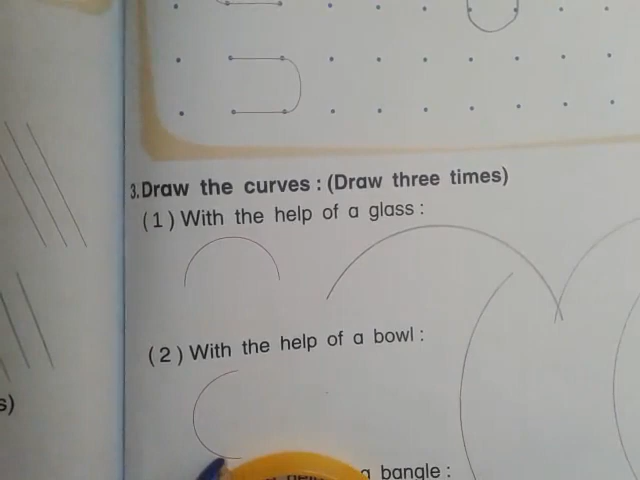 3. Draw the curves : (Draw three times)
(1) With the help of a glass :
(2) With the help of a bowl :
s)
a bangle :